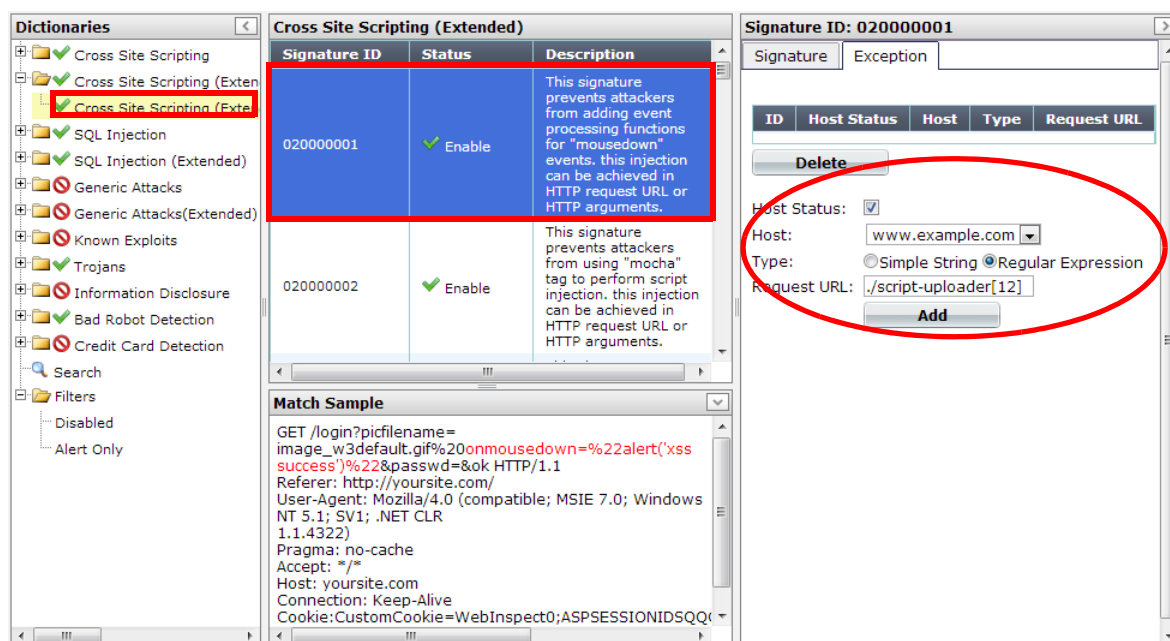 Dictionaries
Cross Site Scripting
Cross Site Scripting (Exten
Cross Site Scripting (Exte
SQL Injection
SQL Injection (Extended)
Generic Attacks
Generic Attacks(Extended)
Known Exploits
Trojans
Information Disclosure
Bad Robot Detection
Credit Card Detection
Search
Filters
Disabled
Alert Only
Cross Site Scripting (Extended)
Signature ID Status Description
020000001 Enable
This signature
prevents attackers
from adding event
processing functions
for "mousedown"
events. this injection
can be achieved in
HTTP request URL or
HTTP arguments.
020000002 Enable
This signature
prevents attackers
from using "mocha"
tag to perform script
injection. this injection
can be achieved in
HTTP request URL or
HTTP arguments.
Match Sample
GET /login?picfilename=
image_w3default.gif%20onmousedown=%22alert('xss
success')%22&passwd=&ok HTTP/1.1
Referer: http://yoursite.com/
User-Agent: Mozilla/4.0 (compatible; MSIE 7.0; Windows
NT 5.1; SV1; .NET CLR
1.1.4322)
Pragma: no-cache
Accept: */*
Host: yoursite.com
Connection: Keep-Alive
Cookie:CustomCookie=WebInspect0;ASPSESSIONIDSQQ
Signature ID: 020000001
Signature Exception
ID Host Status Host Type Request URL
Delete
Host Status:
Host: www.example.com
Type: Simple String Regular Expression
Request URL: ./script-uploader[12]
Add